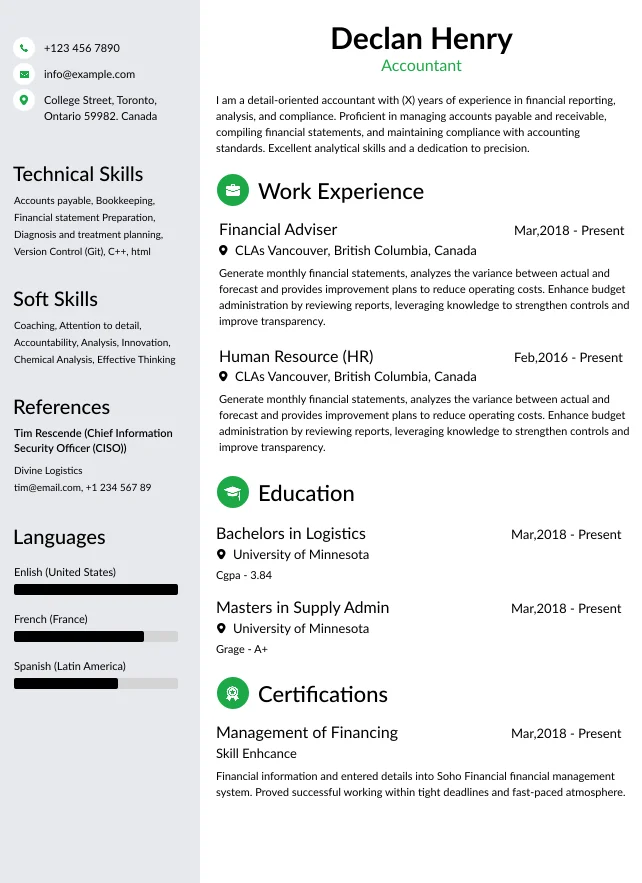 +123 456 7890
info@example.com
College Street, Toronto,
Ontario 59982. Canada
Technical Skills
Accounts payable, Bookkeeping,
Financial statement Preparation,
Diagnosis and treatment planning,
Version Control (Git), C++, html
Soft Skills
Coaching, Attention to detail,
Accountability, Analysis, Innovation,
Chemical Analysis, Effective Thinking
References
Tim Rescende (Chief Information
Security Officer (CISO))
Divine Logistics
tim@email.com, +1 234 567 89
Languages
Enlish (United States)
French (France)
Spanish (Latin America)
Declan Henry
Accountant
I am a detail-oriented accountant with (X) years of experience in financial reporting,
analysis, and compliance. Proficient in managing accounts payable and receivable,
compiling financial statements, and maintaining compliance with accounting
standards. Excellent analytical skills and a dedication to precision.
Work Experience
Financial Adviser Mar,2018 - Present
CLAs Vancouver, British Columbia, Canada
Generate monthly financial statements, analyzes the variance between actual and
forecast and provides improvement plans to reduce operating costs. Enhance budget
administration by reviewing reports, leveraging knowledge to strengthen controls and
improve transparency.
Human Resource (HR) Feb,2016 - Present
CLAs Vancouver, British Columbia, Canada
Generate monthly financial statements, analyzes the variance between actual and
forecast and provides improvement plans to reduce operating costs. Enhance budget
administration by reviewing reports, leveraging knowledge to strengthen controls and
improve transparency.
Education
Bachelors in Logistics Mar,2018 - Present
University of Minnesota
Cgpa - 3.84
Masters in Supply Admin Mar,2018 - Present
University of Minnesota
Grage - A+
Certifications
Management of Financing Mar,2018 - Present
Skill Enhcance
Financial information and entered details into Soho Financial financial management
system. Proved successful working within tight deadlines and fast-paced atmosphere.